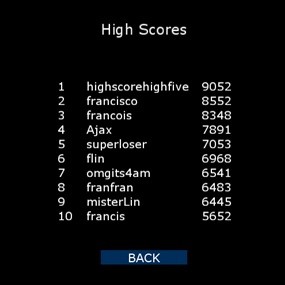 High Scores
1 highscorehighfive 9052
2 francisco 8552
3 francois 8348
4 Ajax 7891
5 superloser 7053
6 flin 6968
7 omgits4am 6541
8 franfran 6483
9 misterLin 6445
10 francis 5652
BACK